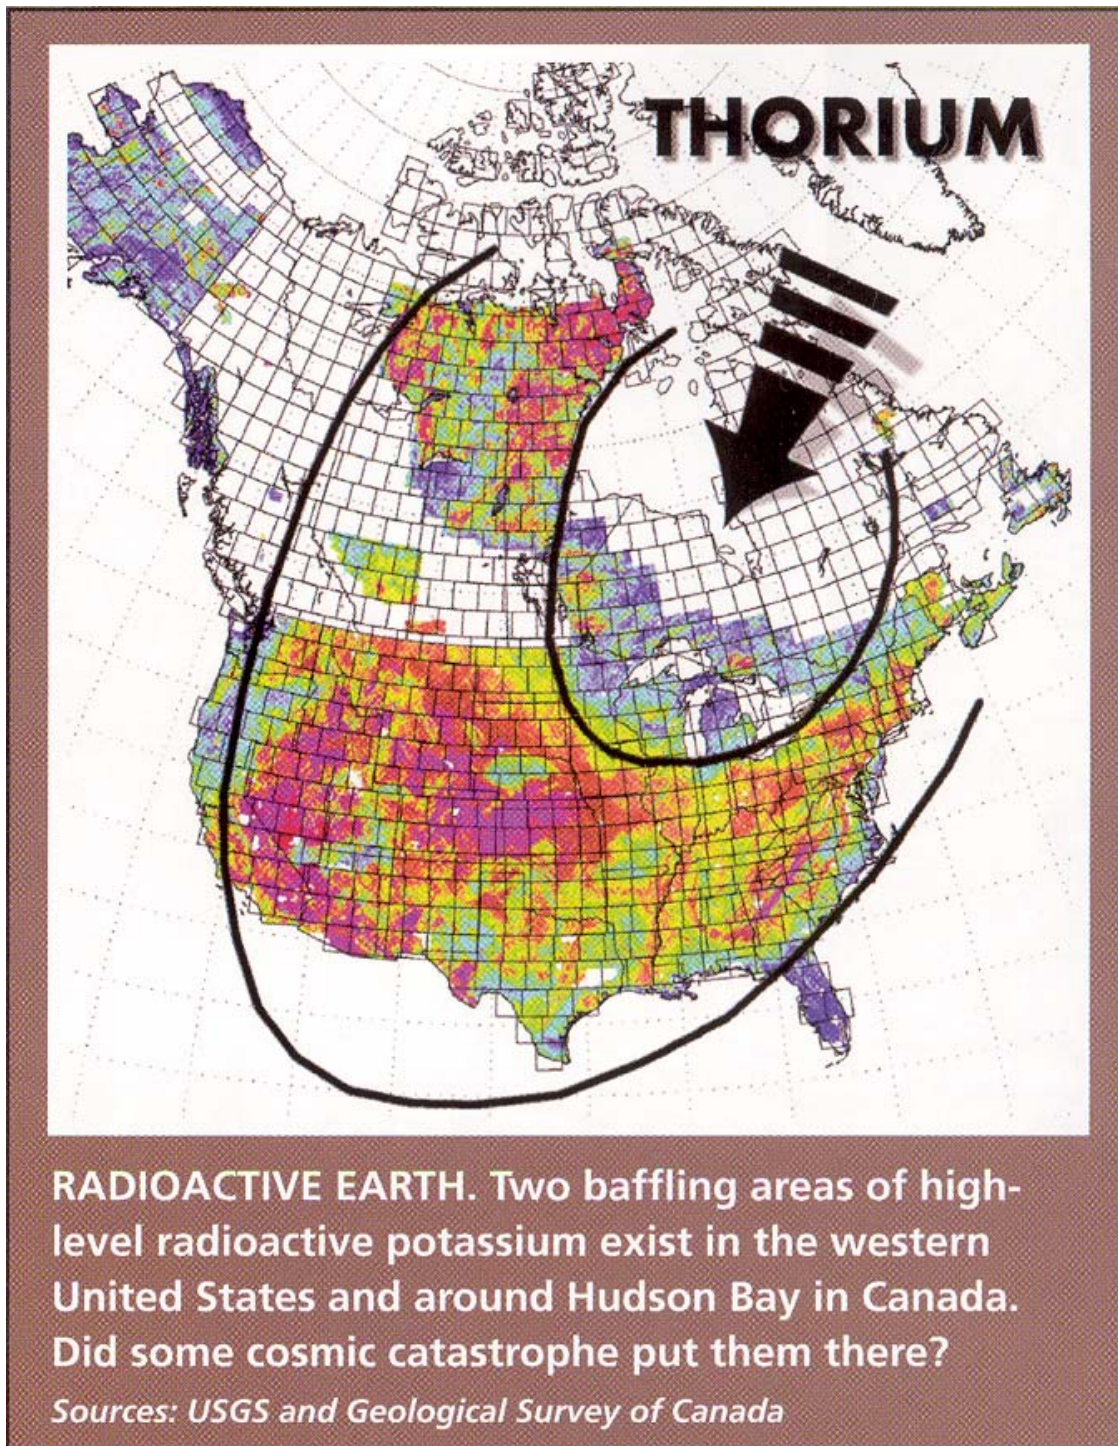 THORIUM
RADIOACTIVE EARTH. Two baffling areas of high-
level radioactive potassium exist in the western
United States and around Hudson Bay in Canada.
Did some cosmic catastrophe put them there?
Sources: USGS and Geological Survey of Canada